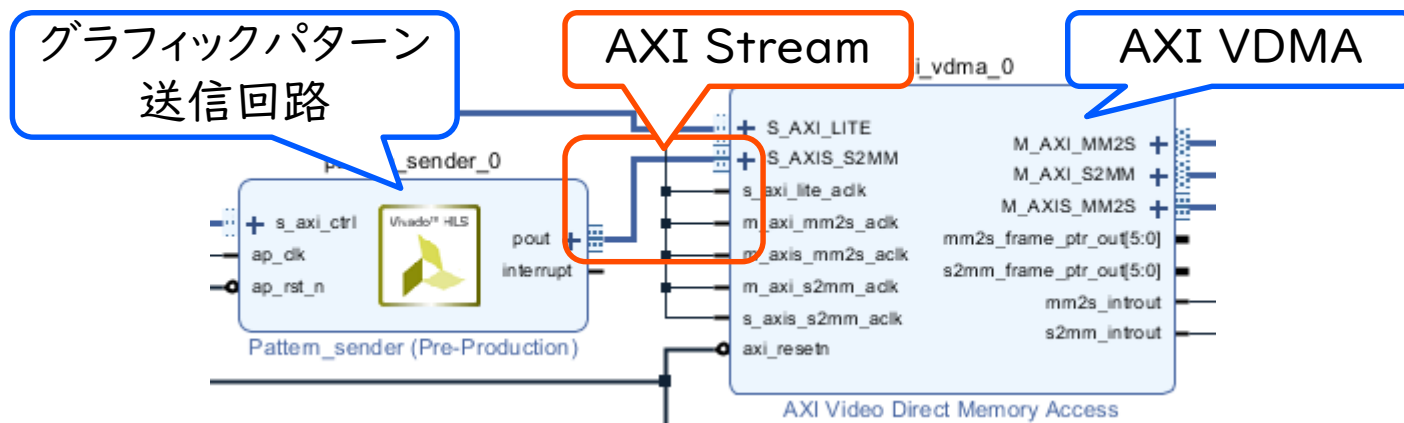 グラフィックパターン
送信回路
AXI Stream
AXI VDMA
sender_0
s_axi_ctrl
ap_clk
ap_rst_n
Vivado™ HLS
pout
interrupt
Pattern_sender (Pre-Production)
i_vdma_0
S_AXI_LITE
S_AXIS_S2MM
s_axi_lite_aclk
m_axi_mm2s_aclk
m_axis_mm2s_aclk
m_axi_s2mm_aclk
s_axis_s2mm_aclk
axi_resetn
M_AXI_MM2S
M_AXI_S2MM
M_AXIS_MM2S
mm2s_frame_ptr_out[5:0]
s2mm_frame_ptr_out[5:0]
mm2s_introut
s2mm_introut
AXI Video Direct Memory Access